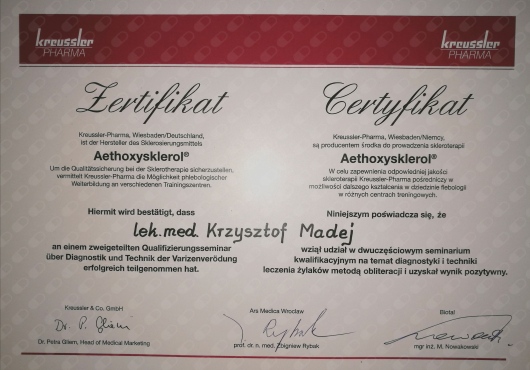 kreussler
PHARMA
kreussler
PHARMA
Zertifikat
Kreussler-Pharma, Wiesbaden/Deutschland,
ist der Hersteller des Sklerosierungsmittels
Aethoxysklerol®
Um die Qualitätssicherung bei der Sklerotherapie sicherzustellen,
vermittelt Kreussler-Pharma die Möglichkeit phlebologischer
Weiterbildung an verschiedenen Trainingszentren.
Hiermit wird bestätigt, dass
Certyfikat
Kreussler-Pharma, Wiesbaden/Niemcy,
są producentem środka do prowadzenia skleroterapii
Aethoxysklerol®
W celu zapewnienia odpowiedniej jakości
skleroterapii Kreussler-Pharma pośredniczy w
możliwości dalszego kształcenia w dziedzinie flebologii
w różnych centrach treningowych.
Niniejszym poświadcza się, że
lek. med. Krzysztof Madej
an einem zweigeteilten Qualifizierungsseminar
über Diagnostik und Technik der Varizenverödung
erfolgreich teilgenommen hat.
wziął udział w dwuczęściowym seminarium
kwalifikacyjnym na temat diagnostyki i techniki
leczenia żylaków metodą obliteracji i uzyskał wynik pozytywny.
Kreussler & Co. GmbH
Dr. P. Gliem
Dr. Petra Gliem, Head of Medical Marketing
Ars Medica Wrocław
Rybak
prof. dr. n. med. Zbigniew Rybak
Biotal
mgr inż. M. Nowakowski